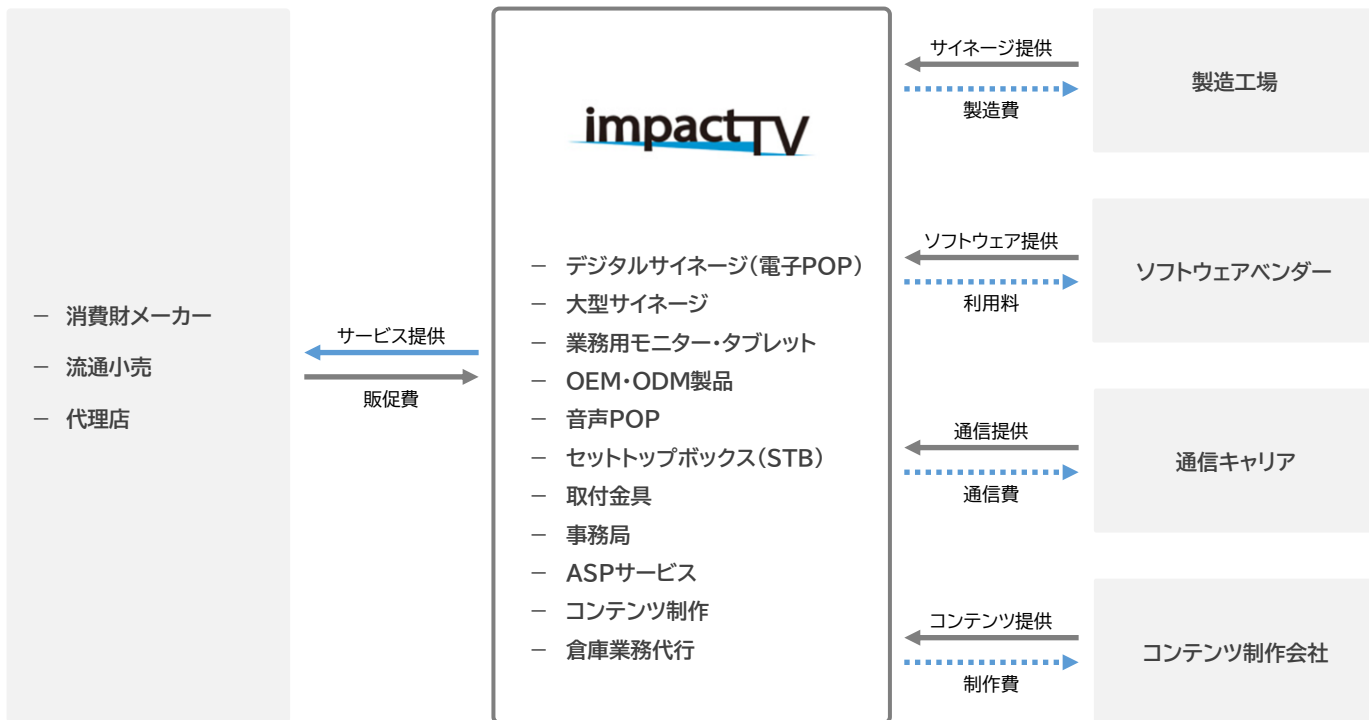 － 消費財メーカー
－ 流通小売
－ 代理店
サービス提供
販促費
impactTV
－ デジタルサイネージ（電子POP）
－ 大型サイネージ
－ 業務用モニター・タブレット
－ OEM・ODM製品
－ 音声POP
－ セットトップボックス（STB）
－ 取付金具
－ 事務局
－ ASPサービス
－ コンテンツ制作
－ 倉庫業務代行
サイネージ提供
製造費
製造工場
ソフトウェア提供
利用料
ソフトウェアベンダー
通信提供
通信費
通信キャリア
コンテンツ提供
制作費
コンテンツ制作会社